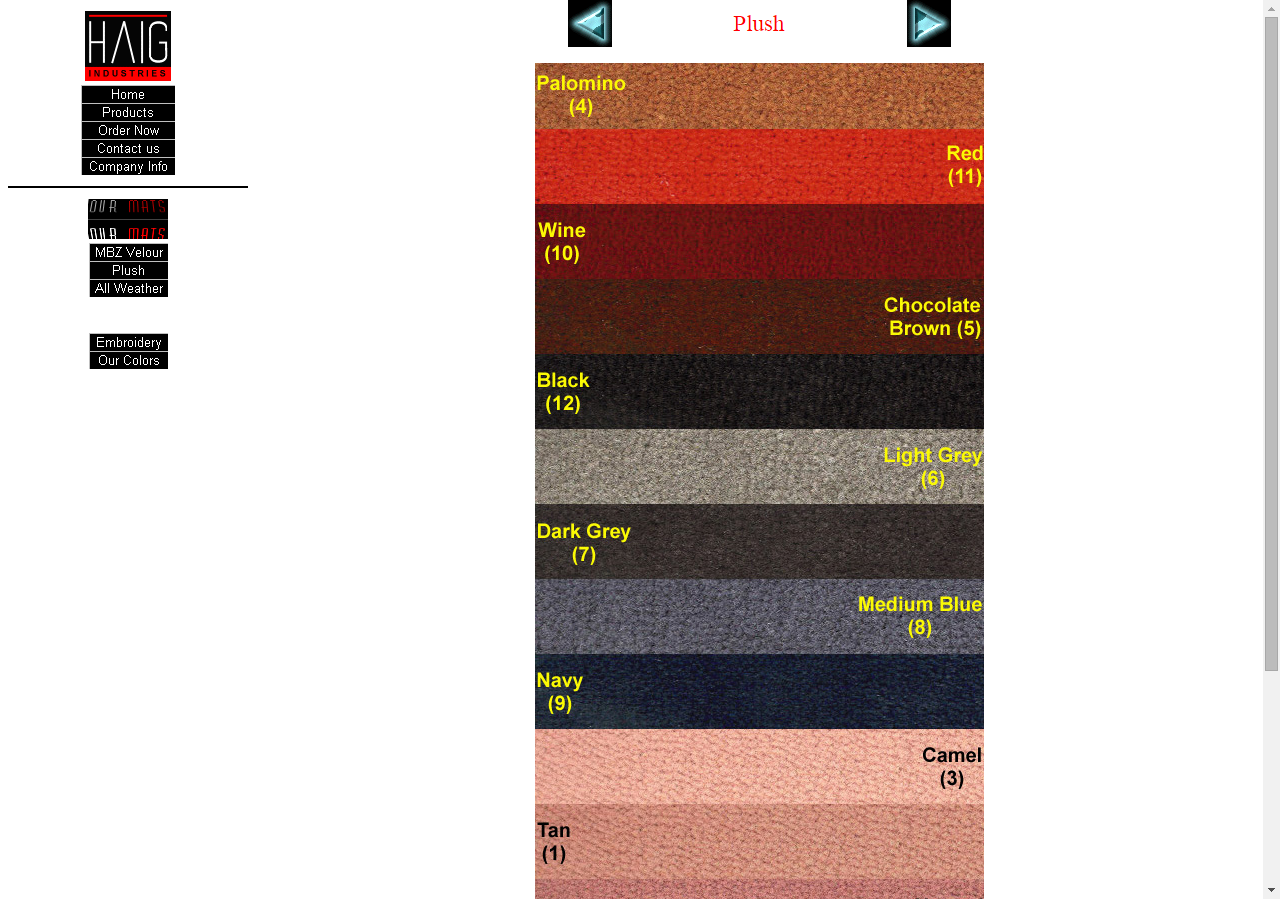 HAIG
INDUSTRIES
Home
Products
Order Now
Contact us
Company Info
OUR MATS
OUR MATS
MBZ Velour
Plush
All Weather
Embroidery
Our Colors
Plush
Palomino
(4)
Red
(11)
Wine
(10)
Chocolate
Brown (5)
Black
(12)
Light Grey
(6)
Dark Grey
(7)
Medium Blue
(8)
Navy
(9)
Camel
(3)
Tan
(1)